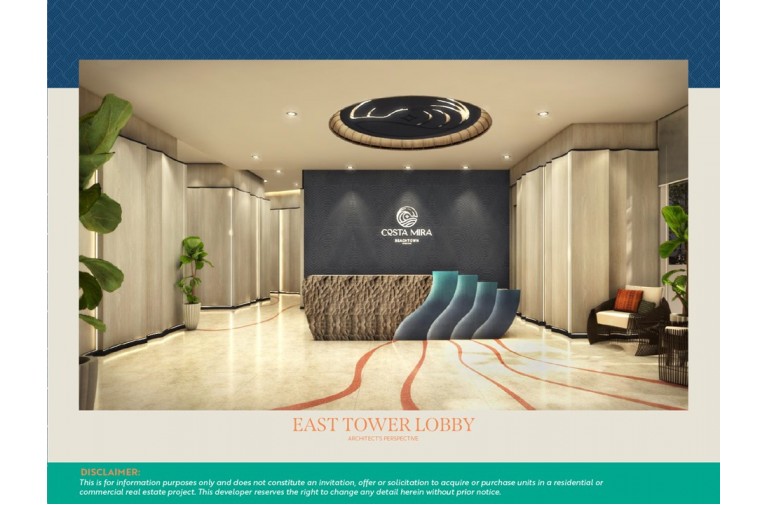 COSTA MIRA
BEACHTOWN
EAST TOWER LOBBY
ARCHITECT'S PERSPECTIVE
DISCLAIMER:
This is for information purposes only and does not constitute an invitation, offer or solicitation to acquire or purchase units in a residential or
commercial real estate project. This developer reserves the right to change any detail herein without prior notice.